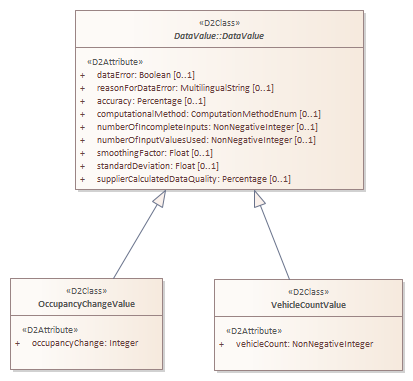 «D2Class»
DataValue::DataValue
«D2Attribute»
+ dataError: Boolean [0..1]
+ reasonForDataError: MultilingualString [0..1]
+ accuracy: Percentage [0..1]
+ computationalMethod: ComputationMethodEnum [0..1]
+ numberOfIncompleteInputs: NonNegativeInteger [0..1]
+ numberOfInputValuesUsed: NonNegativeInteger [0..1]
+ smoothingFactor: Float [0..1]
+ standardDeviation: Float [0..1]
+ supplierCalculatedDataQuality: Percentage [0..1]
«D2Class»
OccupancyChangeValue
«D2Attribute»
+ occupancyChange: Integer
«D2Class»
VehicleCountValue
«D2Attribute»
+ vehicleCount: NonNegativeInteger